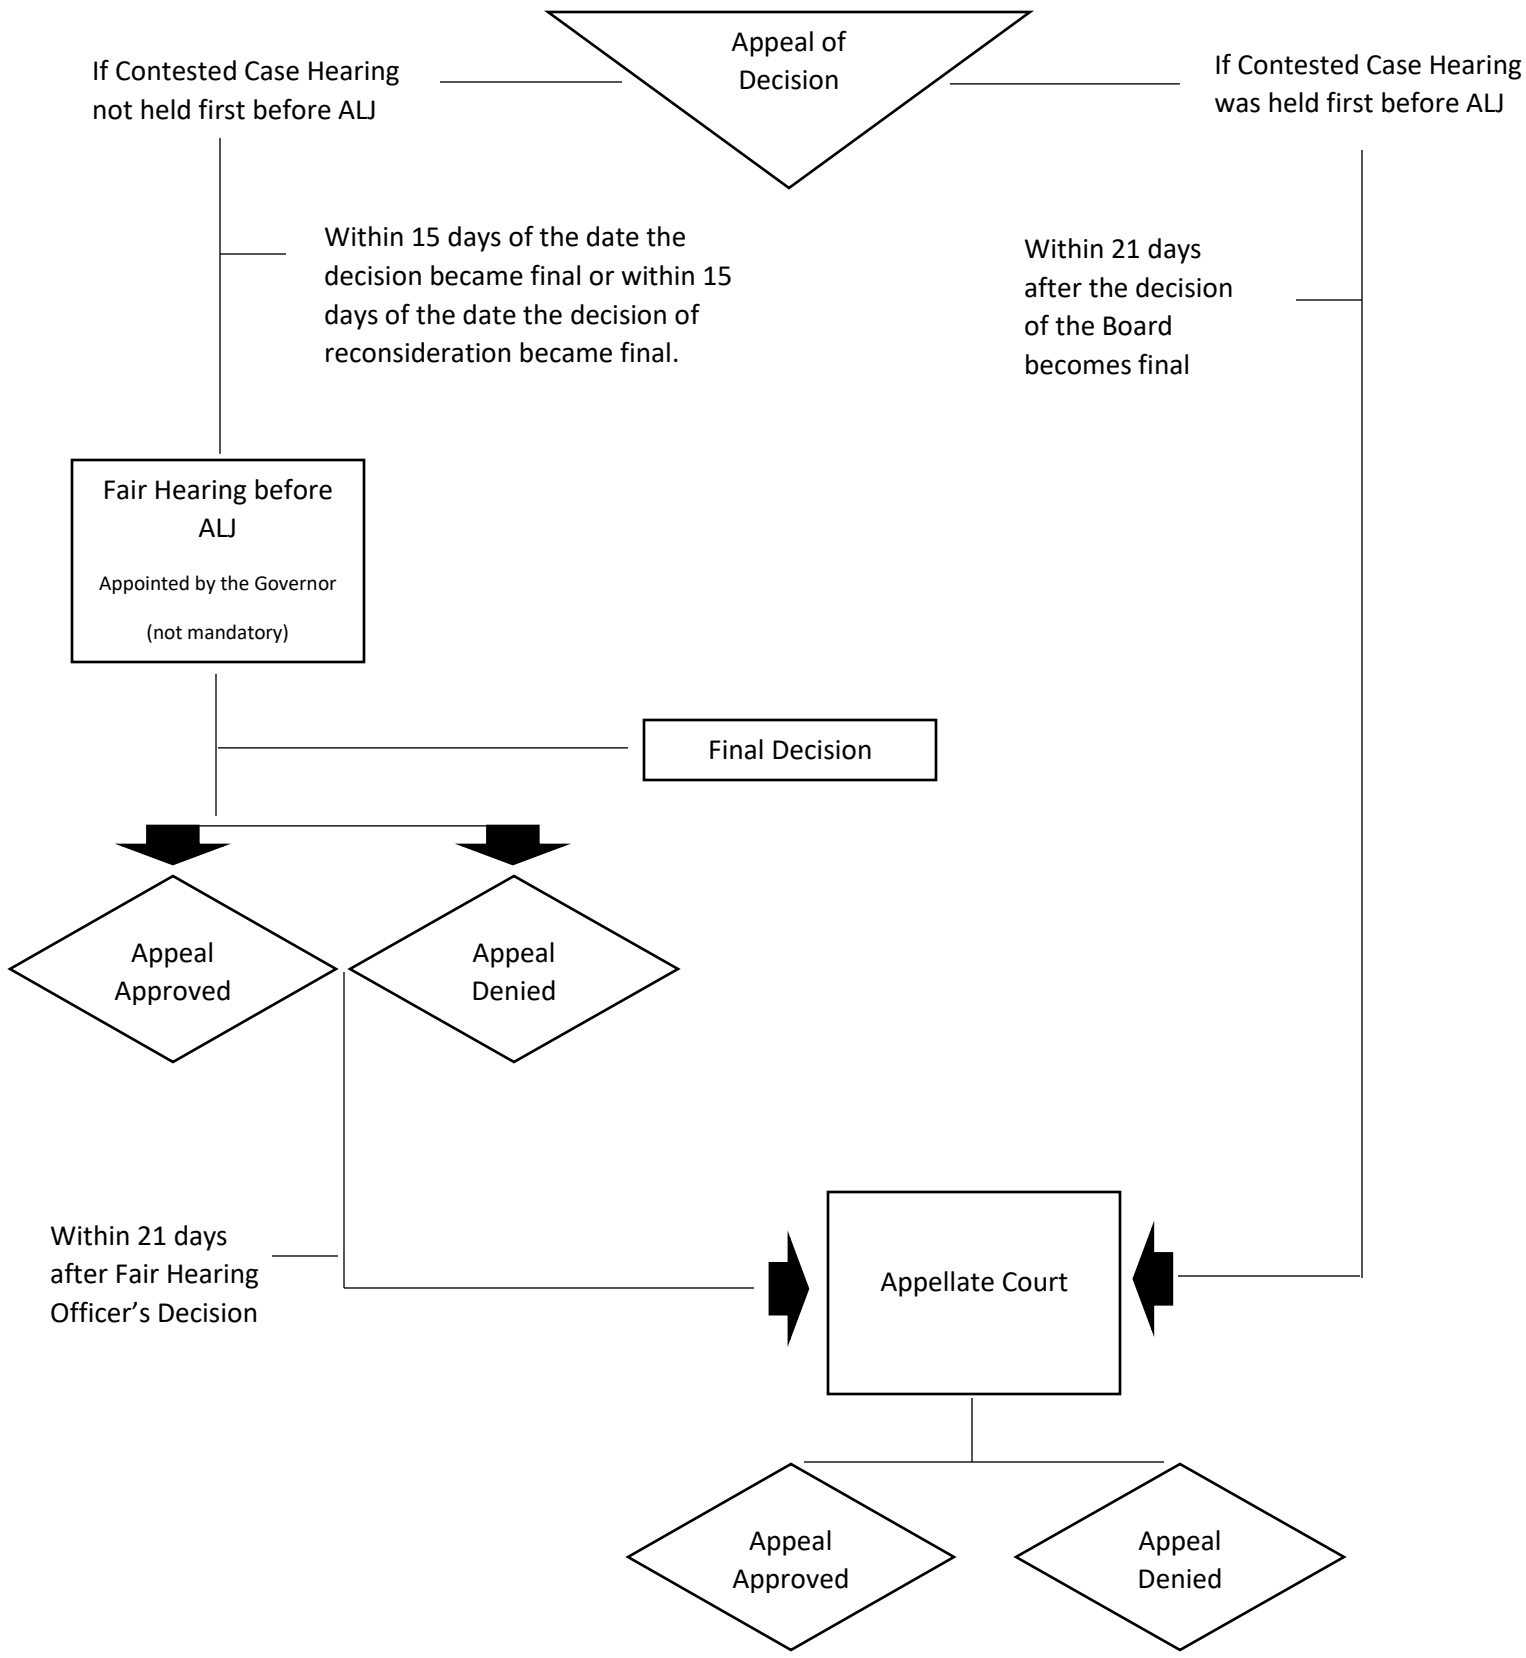 Appeal of
Decision
If Contested Case Hearing
not held first before ALJ
If Contested Case Hearing
was held first before ALJ
Within 15 days of the date the
decision became final or within 15
days of the date the decision of
reconsideration became final.
Within 21 days
after the decision
of the Board
becomes final
Fair Hearing before
ALJ
Appointed by the Governor
(not mandatory)
Final Decision
Appeal
Approved
Appeal
Denied
Within 21 days
after Fair Hearing
Officer’s Decision
Appellate Court
Appeal
Approved
Appeal
Denied